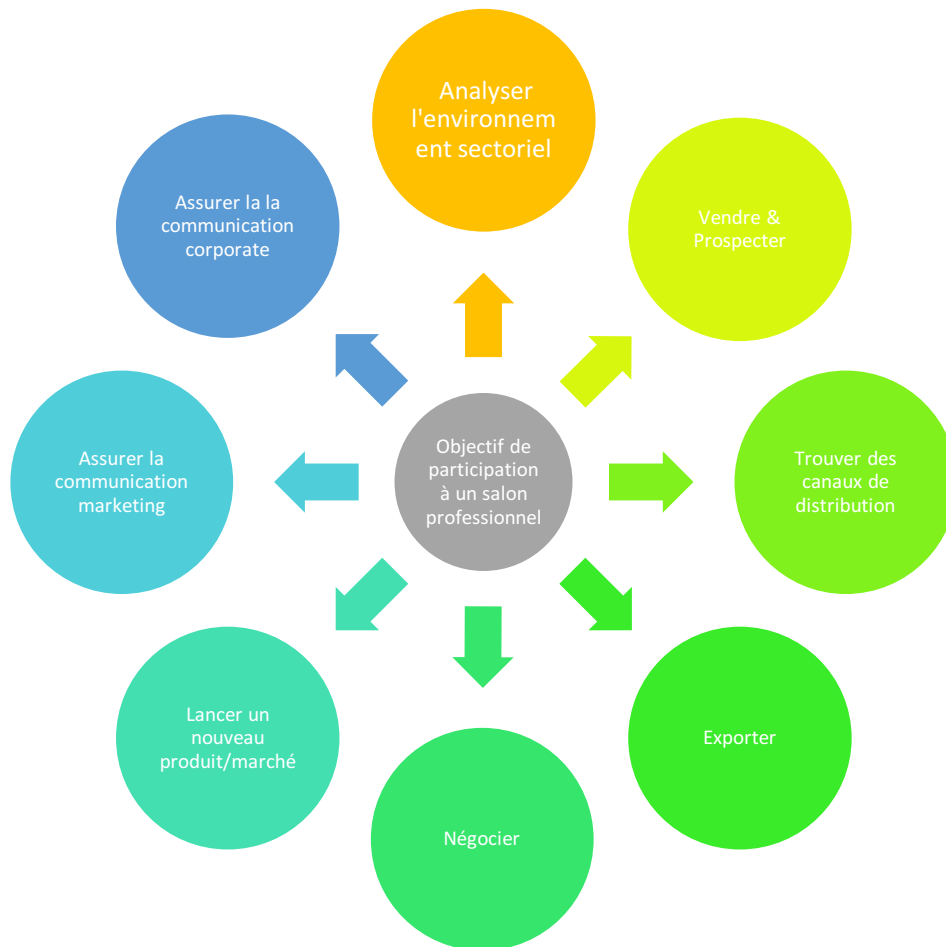 Analyser
l'environnem
ent sectoriel
Vendre &
Prospecter
Trouver des
canaux de
distribution
Exporter
Négocier
Lancer un
nouveau
produit/marché
Assurer la
communication
marketing
Assurer la la
communication
corporate
Objectif de
participation
à un salon
professionnel